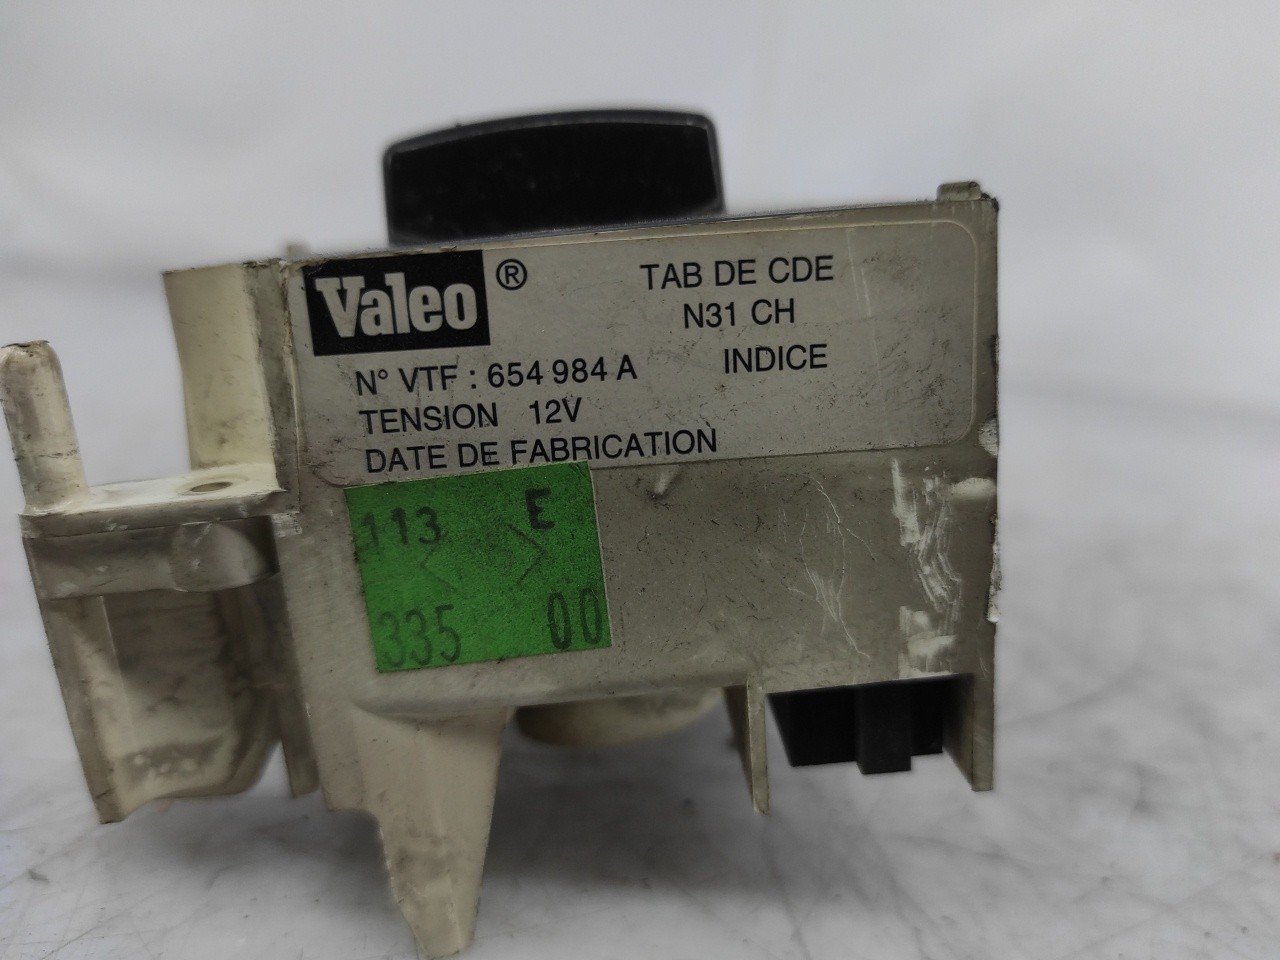 Valeo ® TAB DE CDE
N31 CH
N° VTF : 654 984 A INDICE
TENSION 12V
DATE DE FABRICATION
113 E
335 00